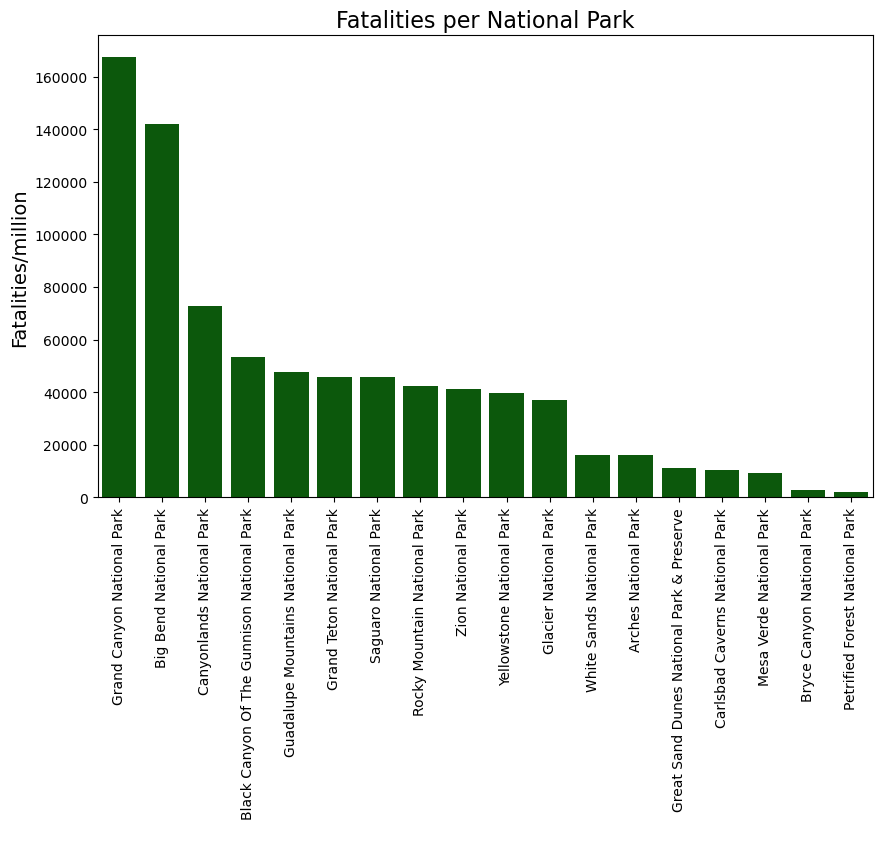 Fatalities per National Park
Fatalities/million
160000
140000
120000
100000
80000
60000
40000
20000
0
Grand Canyon National Park
Big Bend National Park
Canyonlands National Park
Black Canyon Of The Gunnison National Park
Guadalupe Mountains National Park
Grand Teton National Park
Saguaro National Park
Rocky Mountain National Park
Zion National Park
Yellowstone National Park
Glacier National Park
White Sands National Park
Arches National Park
Great Sand Dunes National Park & Preserve
Carlsbad Caverns National Park
Mesa Verde National Park
Bryce Canyon National Park
Petrified Forest National Park